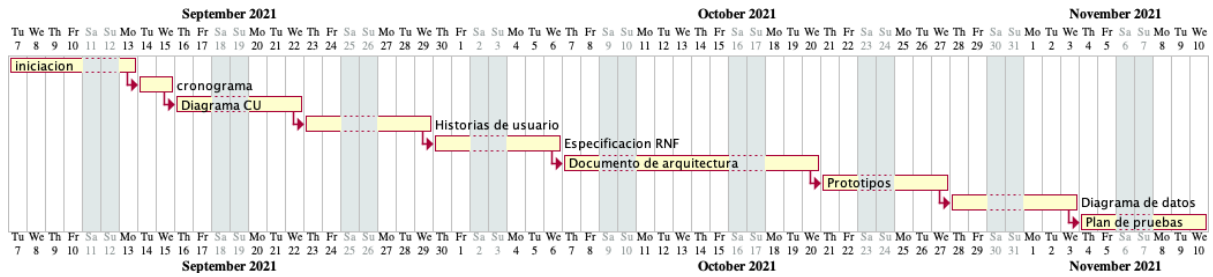 September 2021 October 2021 November 2021
Tu We Th Fr Sa Su Mo Tu We Th Fr Sa Su Mo Tu We Th Fr Sa Su Mo Tu We Th Fr Sa Su Mo Tu We Th Fr Sa Su Mo Tu We Th Fr Sa Su Mo Tu We Th Fr Sa Su Mo Tu We Th Fr Sa Su Mo Tu We Th Fr Sa Su Mo Tu We
7 8 9 10 11 12 13 14 15 16 17 18 19 20 21 22 23 24 25 26 27 28 29 30 1 2 3 4 5 6 7 8 9 10 11 12 13 14 15 16 17 18 19 20 21 22 23 24 25 26 27 28 29 30 31 1 2 3 4 5 6 7 8 9 10
iniciacion
cronograma
Diagrama CU
Historias de usuario
Especificacion RNF
Documento de arquitectura
Prototipos
Diagrama de datos
Plan de pruebas
Tu We Th Fr Sa Su Mo Tu We Th Fr Sa Su Mo Tu We Th Fr Sa Su Mo Tu We Th Fr Sa Su Mo Tu We Th Fr Sa Su Mo Tu We Th Fr Sa Su Mo Tu We Th Fr Sa Su Mo Tu We Th Fr Sa Su Mo Tu We Th Fr Sa Su Mo Tu We
7 8 9 10 11 12 13 14 15 16 17 18 19 20 21 22 23 24 25 26 27 28 29 30 1 2 3 4 5 6 7 8 9 10 11 12 13 14 15 16 17 18 19 20 21 22 23 24 25 26 27 28 29 30 31 1 2 3 4 5 6 7 8 9 10
September 2021 October 2021 November 2021